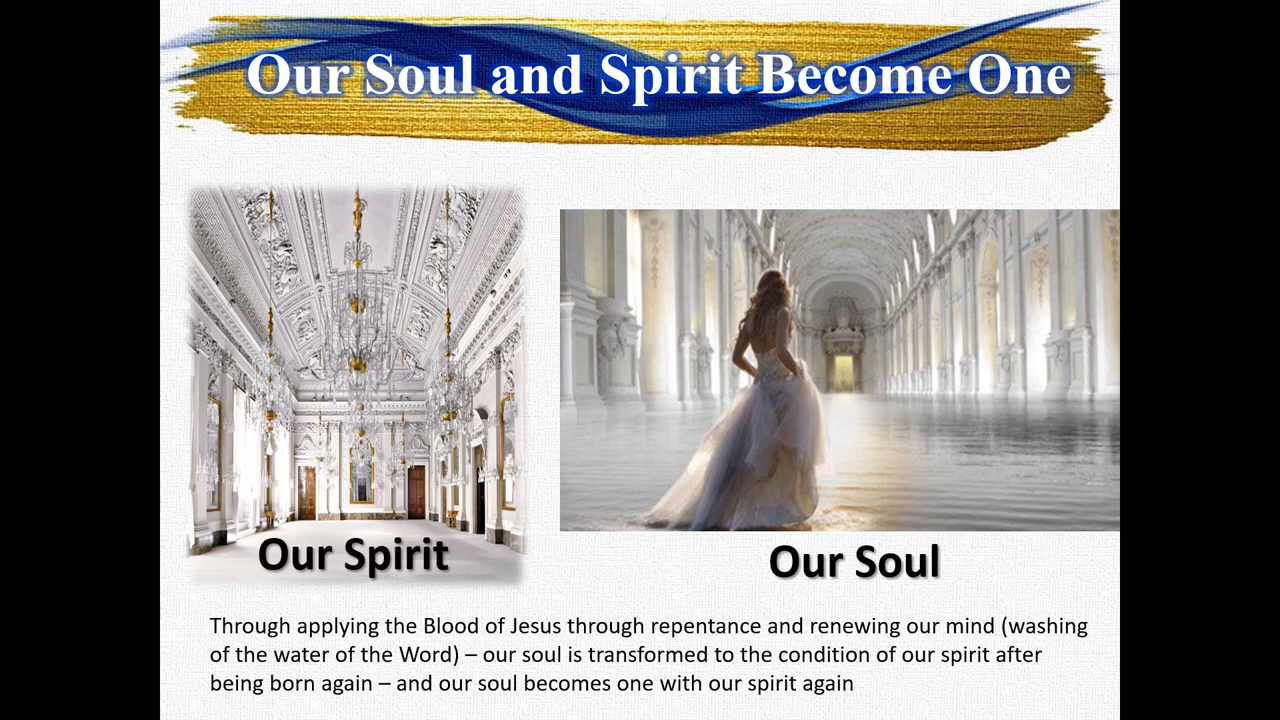 Our Soul and Spirit Become One
Our Spirit
Our Soul
Through applying the Blood of Jesus through repentance and renewing our mind (washing
of the water of the Word) – our soul is transformed to the condition of our spirit after
being born again – and our soul becomes one with our spirit again